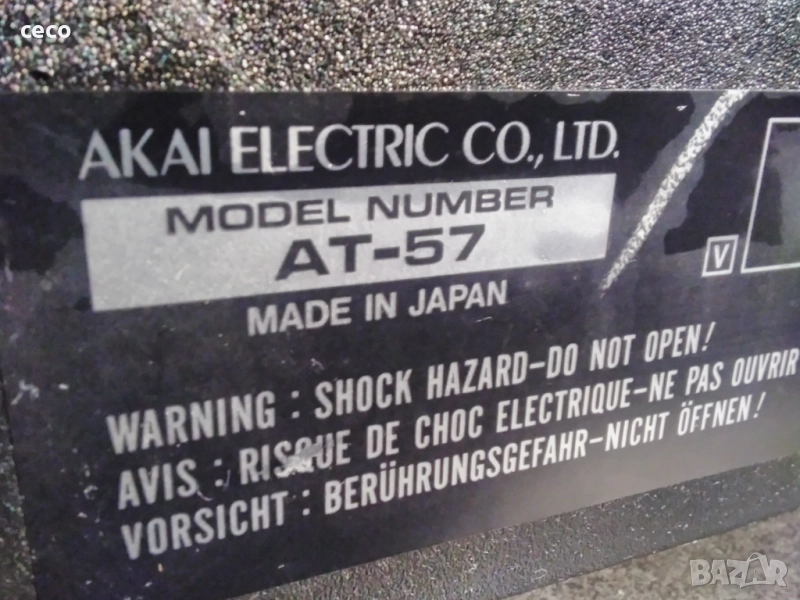 ceco
AKAI ELECTRIC CO., LTD.
MODEL NUMBER
AT-57
MADE IN JAPAN
V
WARNING : SHOCK HAZARD-DO NOT OPEN!
AVIS : RISQUE DE CHOC ELECTRIQUE-NE PAS OUVRIR
VORSICHT : BERÜHRUNGSGEFAHR-NICHT ÖFFNEN!
BAZAR